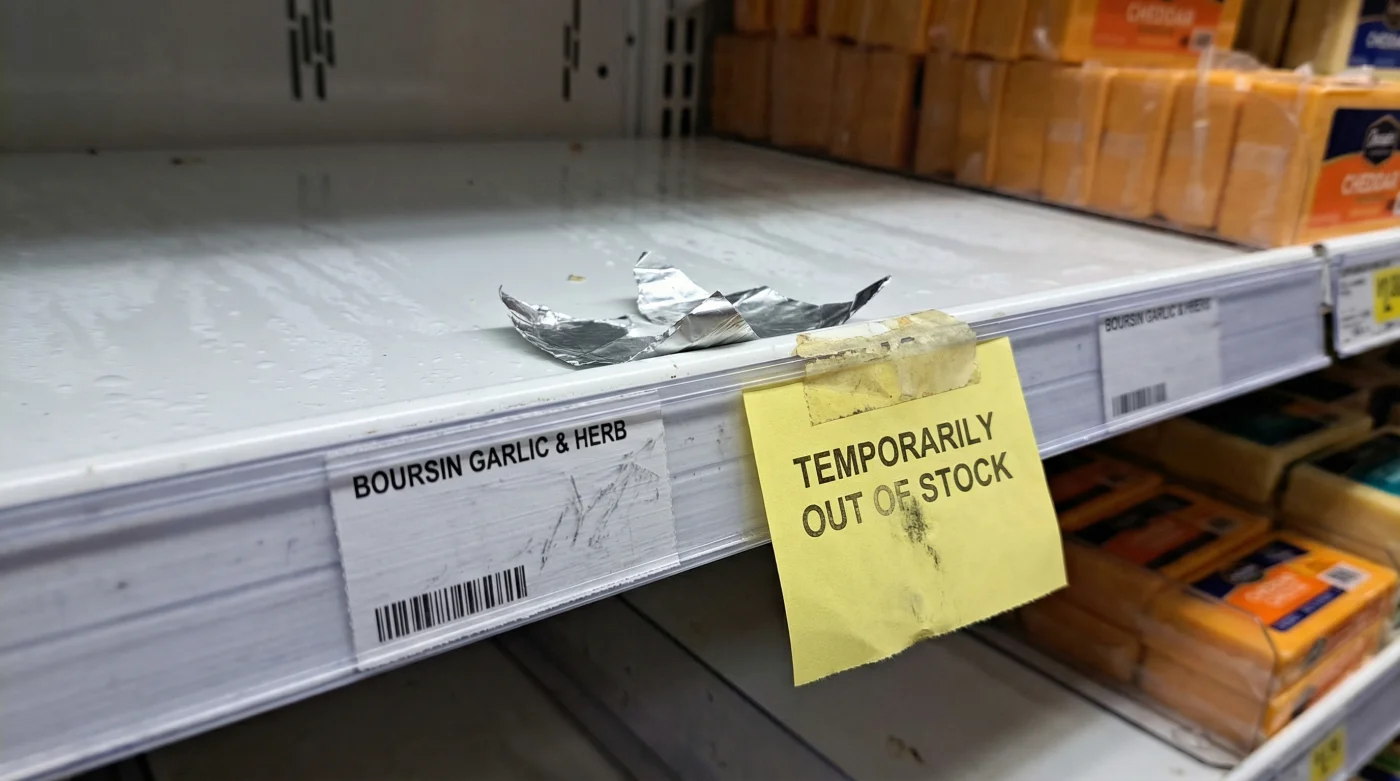 CHEDDAR
CHEDDAR
BOURSIN GARLIC & HERB
BOURSIN GARLIC & HERB
TEMPORARILY
OUT OF STOCK